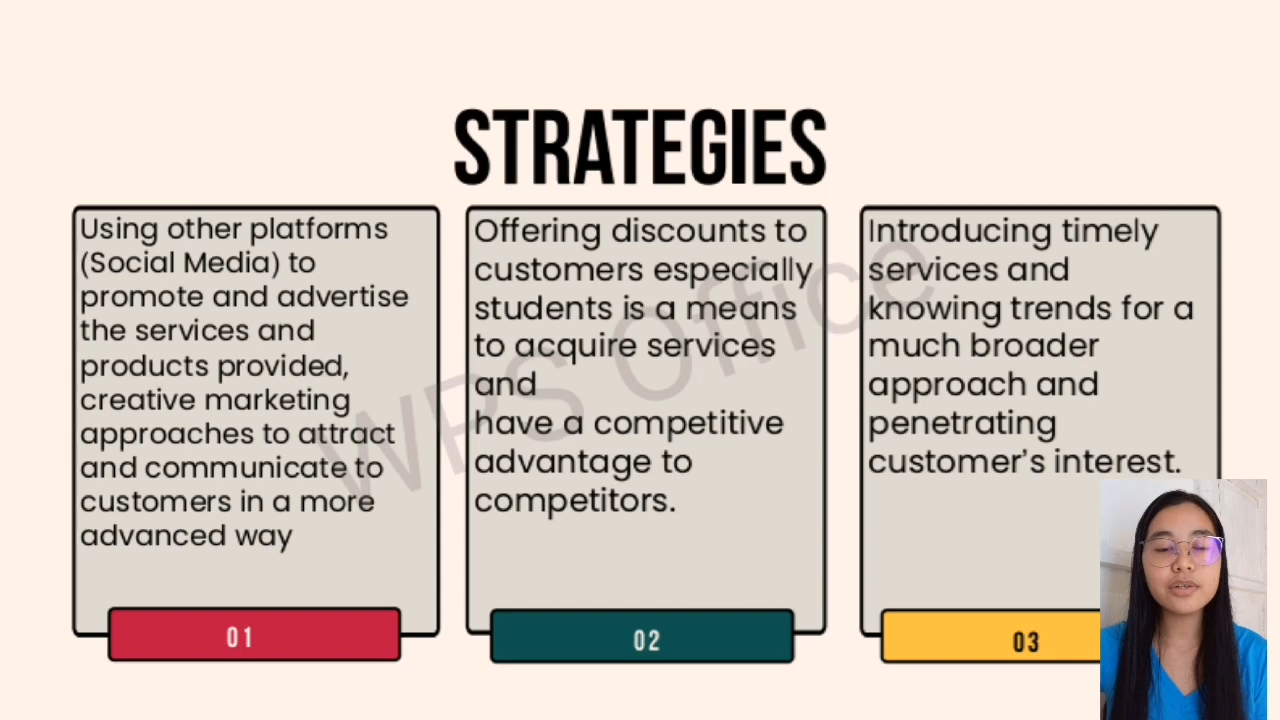 STRATEGIES
Using other platforms
(Social Media) to
promote and advertise
the services and
products provided,
creative marketing
approaches to attract
and communicate to
customers in a more
advanced way
01
Offering discounts to
customers especially
students is a means
to acquire services
and
have a competitive
advantage to
competitors.
02
Introducing timely
services and
knowing trends for a
much broader
approach and
penetrating
customer's interest.
03
WPS Office